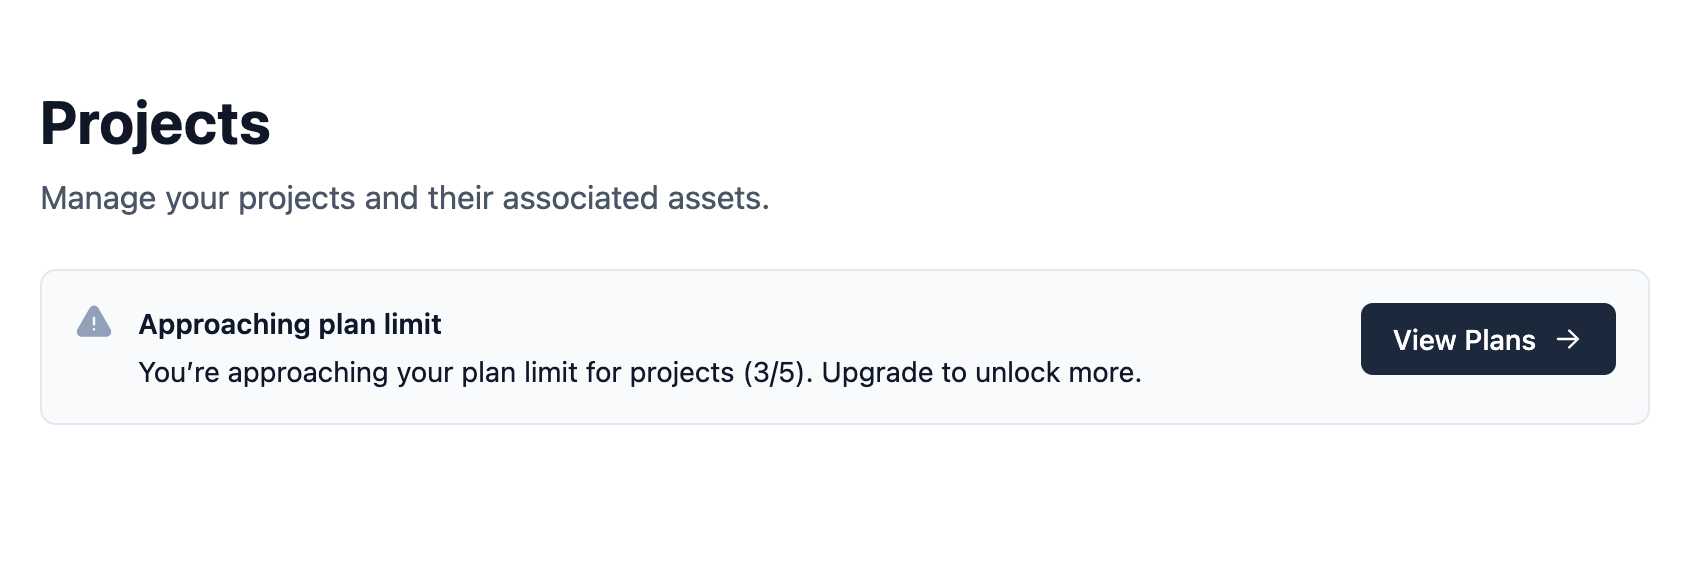 Projects
Manage your projects and their associated assets.
Approaching plan limit
You’re approaching your plan limit for projects (3/5). Upgrade to unlock more.
View Plans →